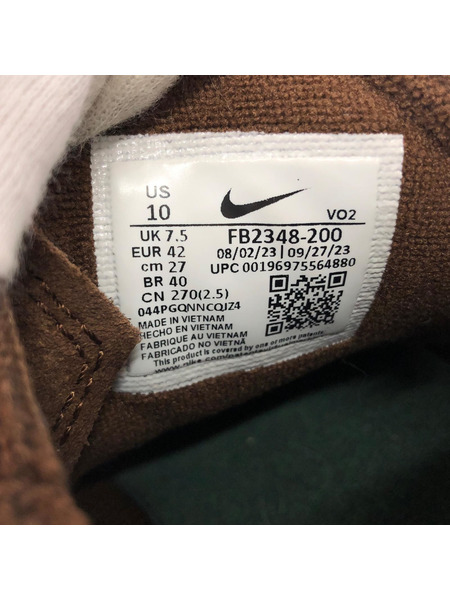 US
10
VO2
UK 7.5
FB2348-200
EUR 42
08/02/23 | 09/27/23
cm 27
UPC 00196975564880
BR 40
CN 270(2.5)
044PGQNNCQJZ4
MADE IN VIETNAM
HECHO EN VIETNAM
FABRIQUE AU VIETNAM
FABRICADO NO VIETNÃ
This product is covered by one or more patents.